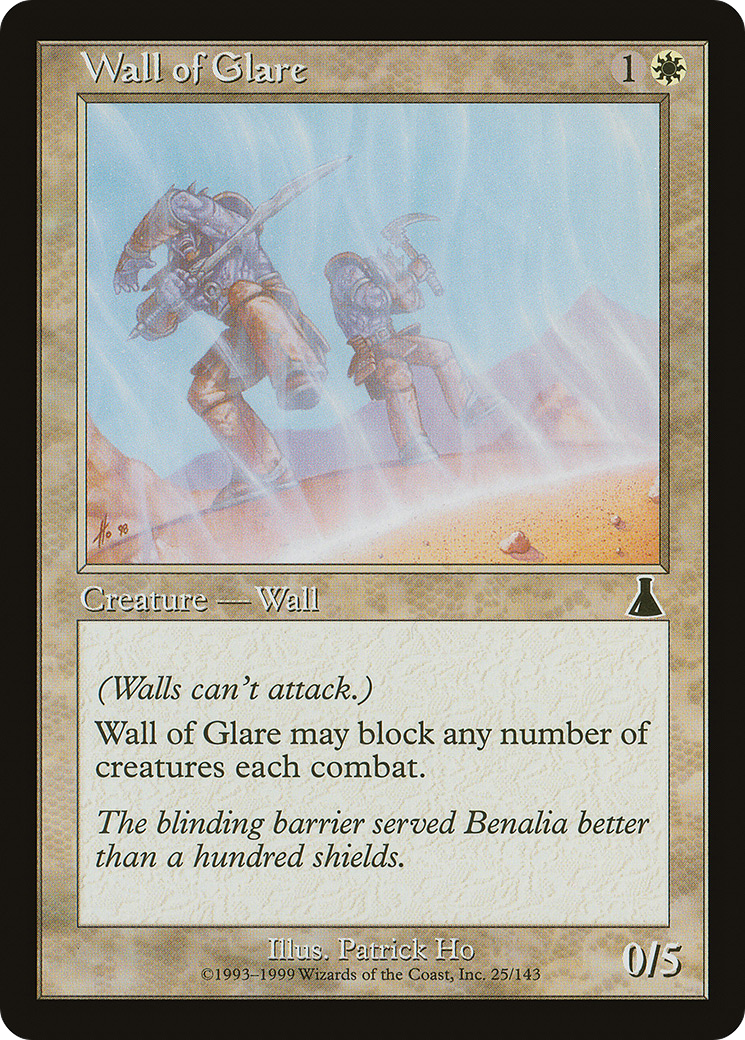 Wall of Glare 1
Ho 98
Creature — Wall
(Walls can't attack.)
Wall of Glare may block any number of
creatures each combat.
The blinding barrier served Benalia better
than a hundred shields.
Illus. Patrick Ho
©1993–1999 Wizards of the Coast, Inc. 25/143
0/5